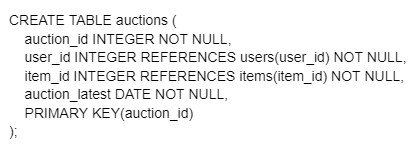 CREATE TABLE auctions (
auction_id INTEGER NOT NULL,
user_id INTEGER REFERENCES users(user_id) NOT NULL,
item_id INTEGER REFERENCES items(item_id) NOT NULL,
auction_latest DATE NOT NULL,
PRIMARY KEY(auction_id)
);